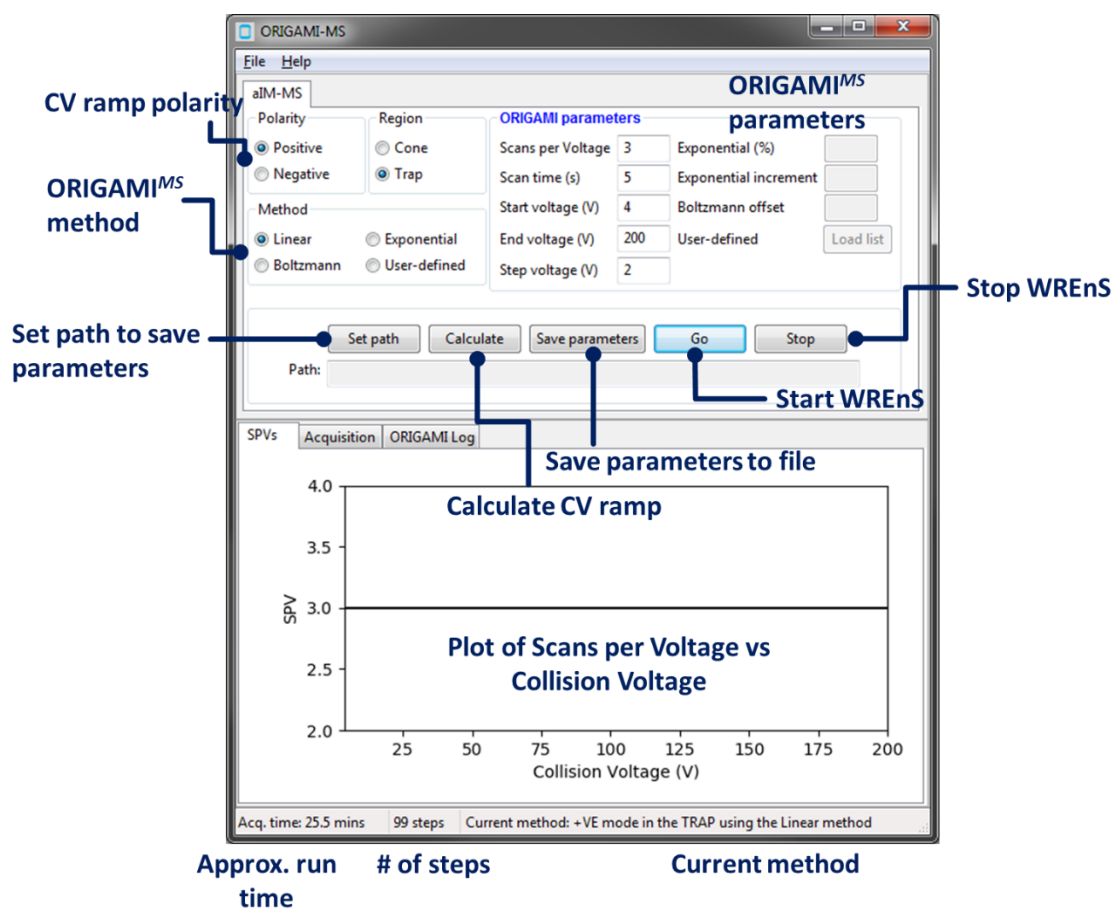 ORIGAMI-MS
File Help
aIM-MS
ORIGAMIMS
parameters
CV ramp polarity
Polarity
Positive
Negative
Region
Cone
Trap
ORIGAMI parameters
Scans per Voltage 3 Exponential (%)
Scan time (s) 5 Exponential increment
Start voltage (V) 4 Boltzmann offset
End voltage (V) 200 User-defined Load list
Step voltage (V) 2
ORIGAMIMS
method
Method
Linear Exponential
Boltzmann User-defined
Stop WREnS
Set path to save
parameters
Set path Calculate Save parameters Go Stop
Path:
Start WREnS
SPVs Acquisition ORIGAMI Log
Save parameters to file
Calculate CV ramp
4.0
3.5
3.0
2.5
2.0
SPV
Plot of Scans per Voltage vs
Collision Voltage
25 50 75 100 125 150 175 200
Collision Voltage (V)
Acq. time: 25.5 mins 99 steps Current method: +VE mode in the TRAP using the Linear method
Approx. run
time
# of steps
Current method